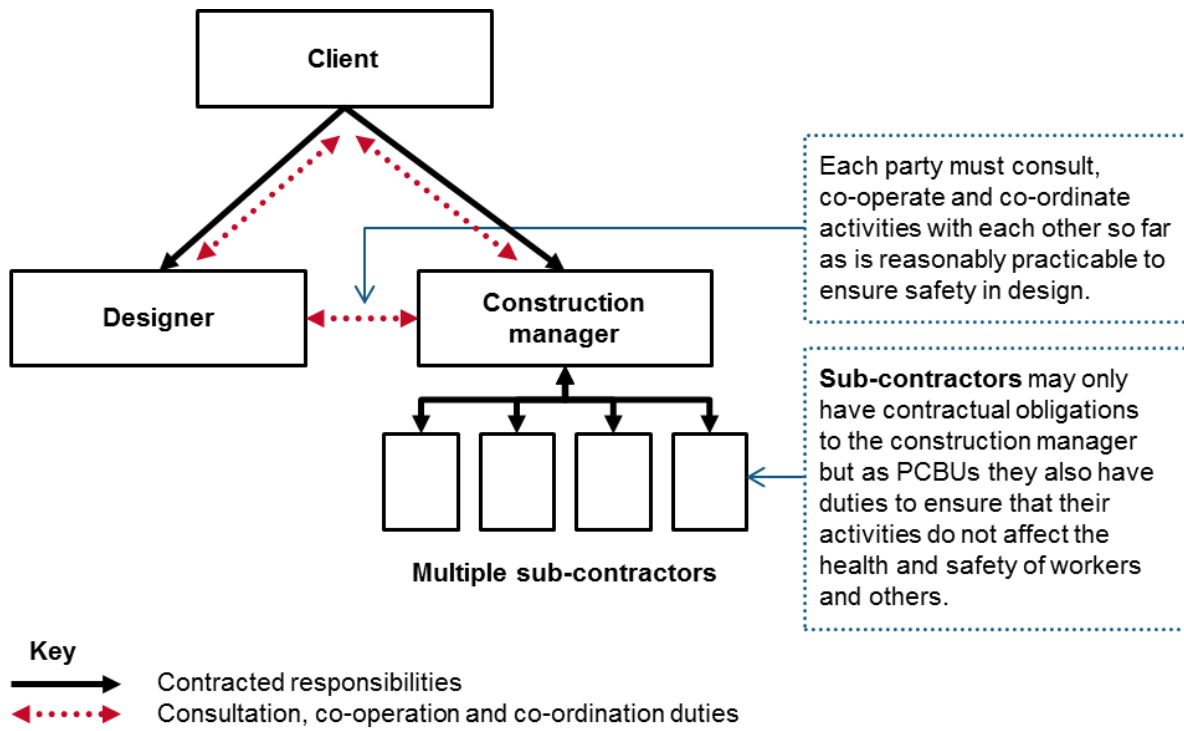 Client
Each party must consult,
co-operate and co-ordinate
activities with each other so far
as is reasonably practicable to
ensure safety in design.
Designer
Construction
manager
Sub-contractors may only
have contractual obligations
to the construction manager
but as PCBUs they also have
duties to ensure that their
activities do not affect the
health and safety of workers
and others.
Multiple sub-contractors
Key
Contracted responsibilities
Consultation, co-operation and co-ordination duties